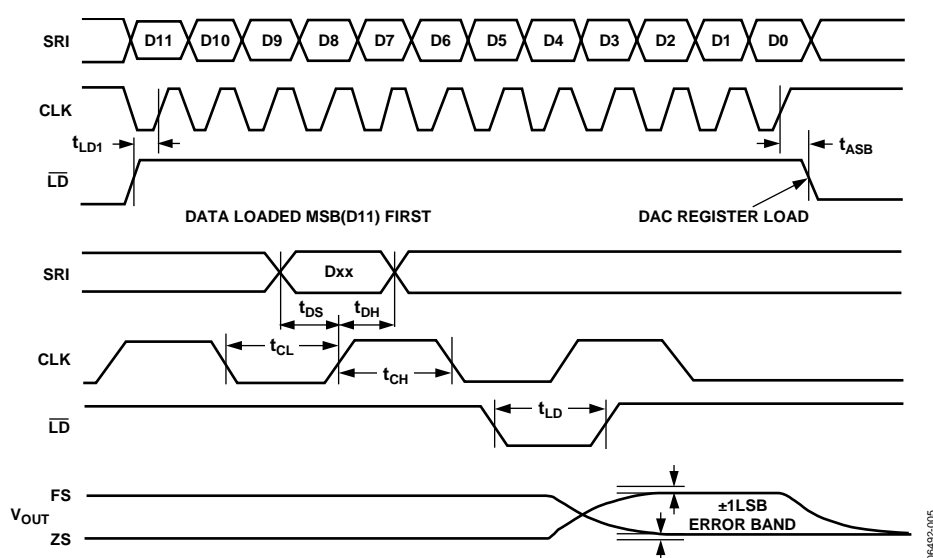 SRI D11 D10 D9 D8 D7 D6 D5 D4 D3 D2 D1 D0
CLK
tLD1
tASB
LD
DATA LOADED MSB(D11) FIRST
DAC REGISTER LOAD
SRI Dxx
tDS tDH
tCL
CLK
tCH
tLD
LD
FS
±1LSB
VOUT
ERROR BAND
ZS
06492-005